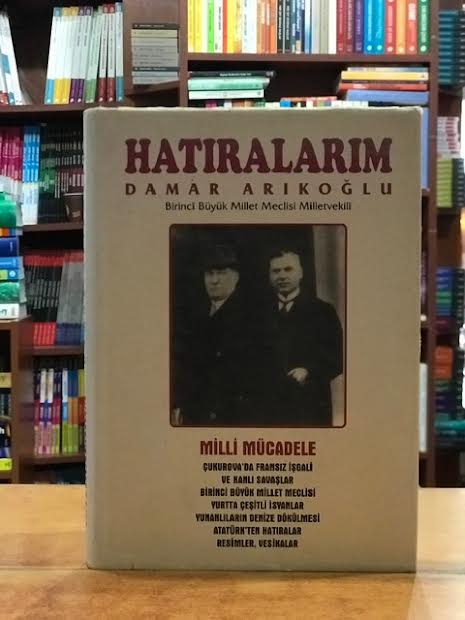 HATIRALARIM
DAMAR ARIKOĞLU
Birinci Büyük Millet Meclisi Milletvekili
MİLLİ MÜCADELE
ÇUKUROVA'DA FRANSIZ İŞGALİ
VE KANLI SAVAŞLAR
BİRİNCİ BÜYÜK MİLLET MECLİSİ
YURTTA ÇEŞİTLİ İSYANLAR
YUNANLILARIN DENİZE DÖKÜLMESİ
ATATÜRK'TEN HATIRALAR
RESİMLER, VESİKALAR